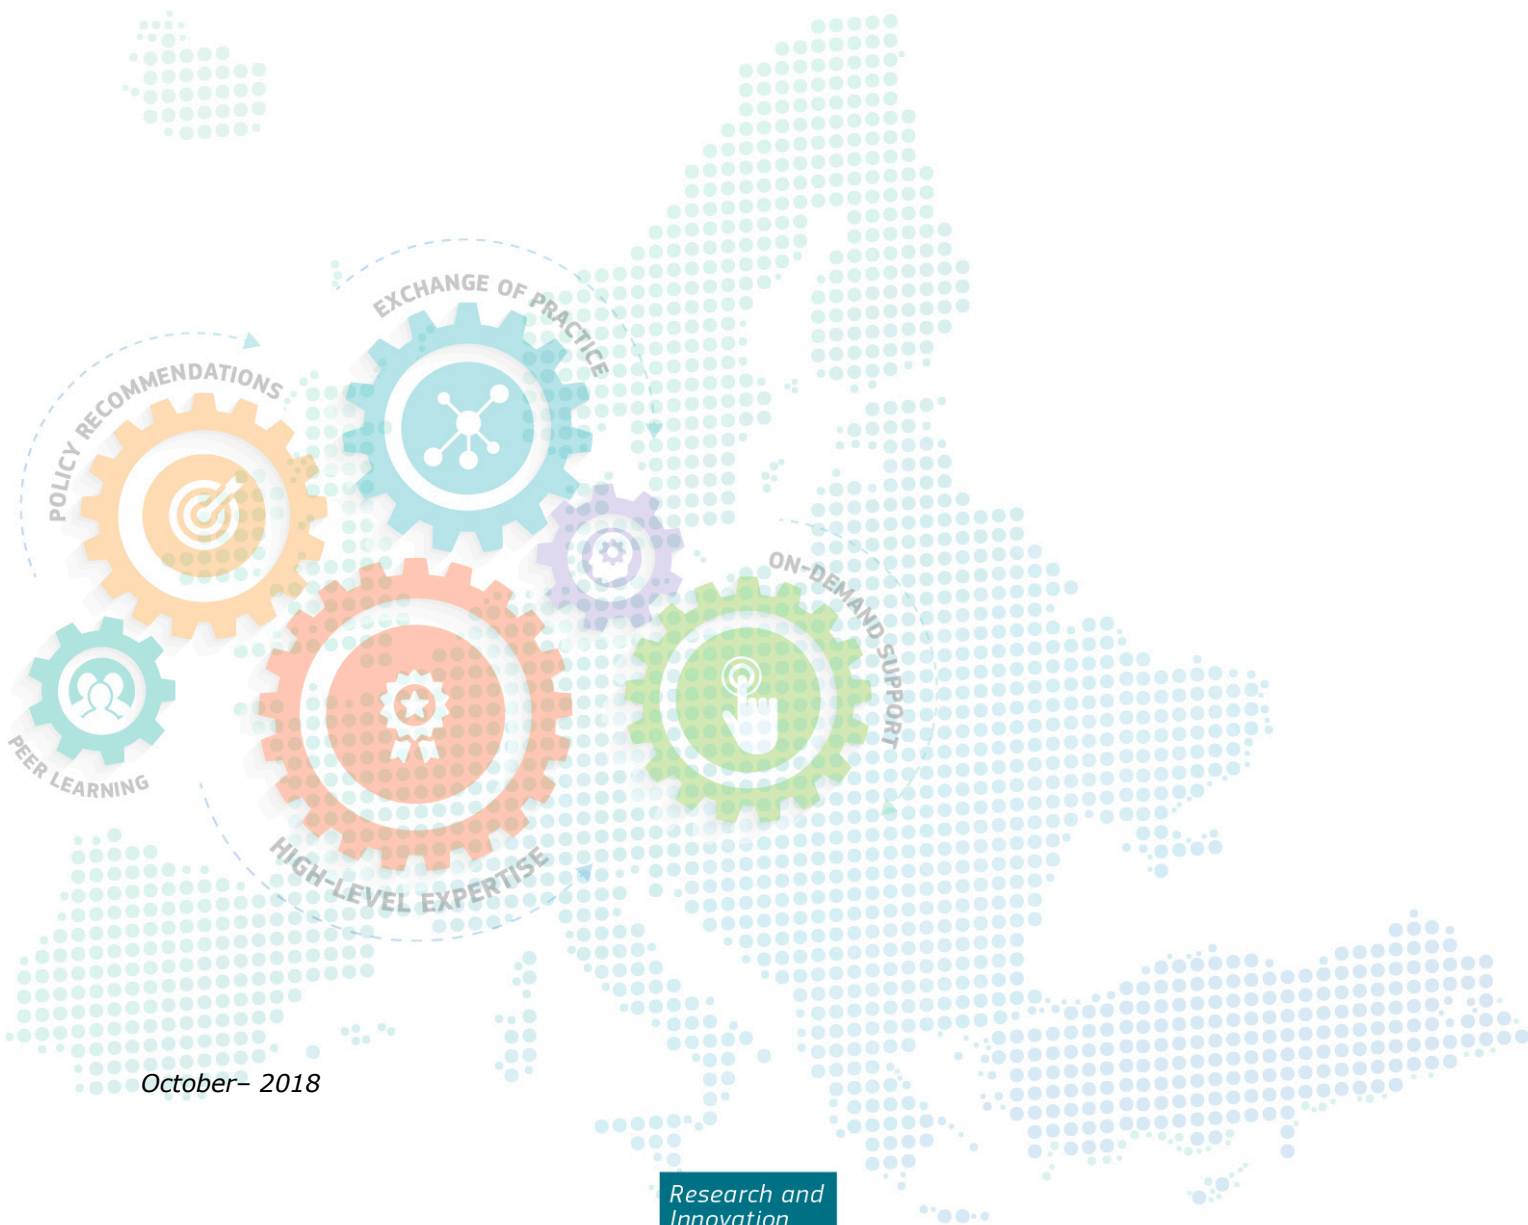 EXCHANGE OF PRACTICE
POLICY RECOMMENDATIONS
ON-DEMAND SUPPORT
PEER LEARNING
HIGH-LEVEL EXPERTISE
October– 2018
Research and
Innovation